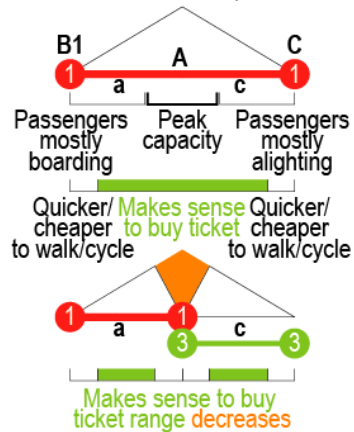 B1 A C
1 1
a c
Passengers Peak Passengers
mostly capacity mostly
boarding alighting
Quicker/ Makes sense Quicker/
cheaper to buy ticket cheaper
to walk/cycle to walk/cycle
1 a 1 c
3 3
Makes sense to buy
ticket range decreases